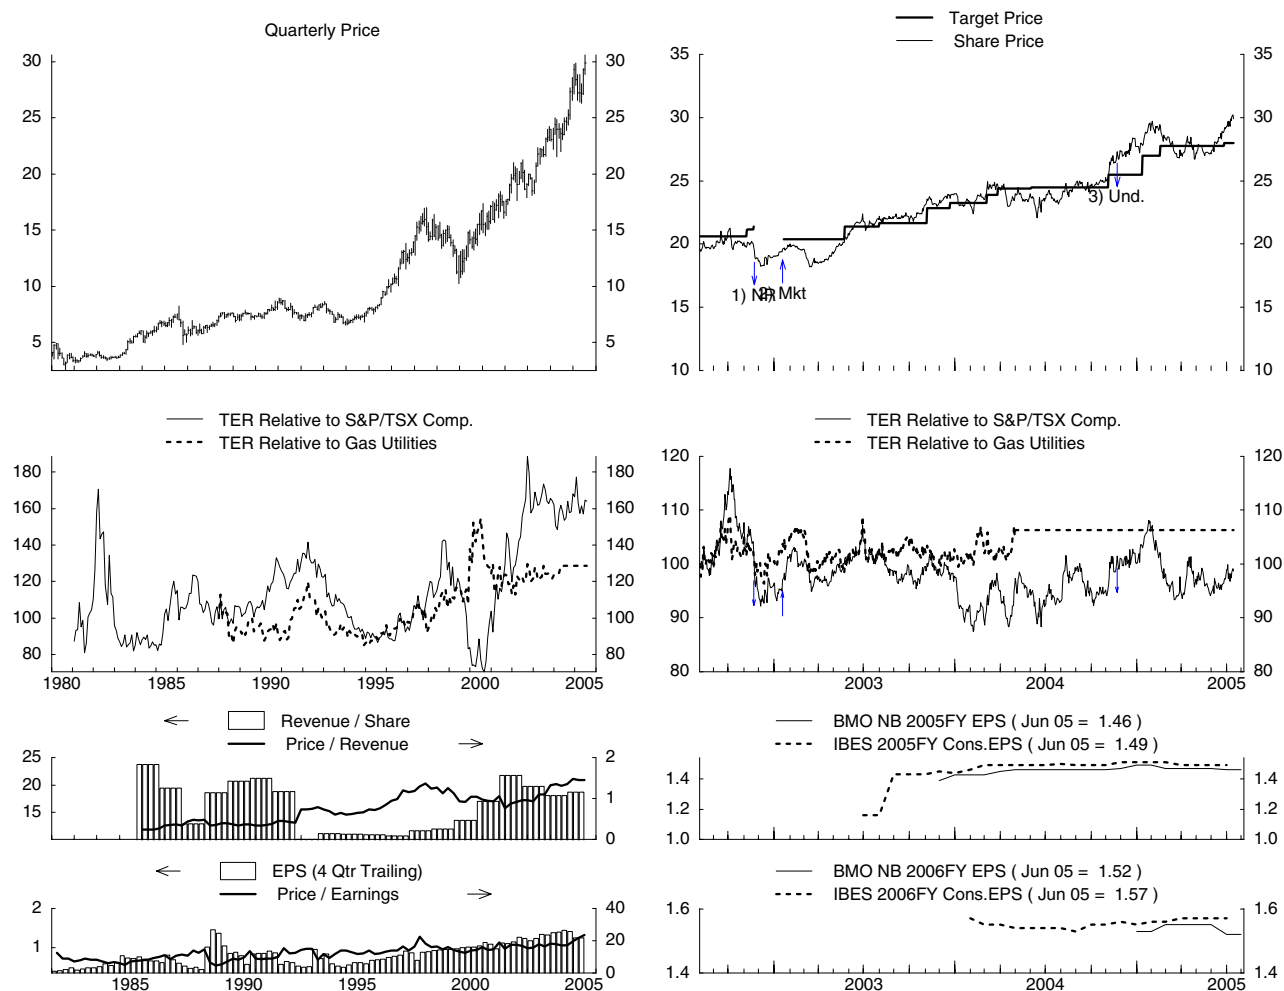 Quarterly Price
30 30
25 25
20 20
15 15
10 10
5 5
Target Price
Share Price
35 35
30 30
25 25
20 20
15 15
10 10
1) NR 2) Mkt
3) Und.
TER Relative to S&P/TSX Comp.
TER Relative to Gas Utilities
180 180
160 160
140 140
120 120
100 100
80 80
1980 1985 1990 1995 2000 2005
TER Relative to S&P/TSX Comp.
TER Relative to Gas Utilities
120 120
110 110
100 100
90 90
80 80
2003 2004 2005
Revenue / Share
Price / Revenue
25 2
20
15 1
0
BMO NB 2005FY EPS ( Jun 05 = 1.46 )
IBES 2005FY Cons.EPS ( Jun 05 = 1.49 )
1.4 1.4
1.2 1.2
1.0 1.0
EPS (4 Qtr Trailing)
Price / Earnings
2 40
1 20
0 0
1985 1990 1995 2000 2005
BMO NB 2006FY EPS ( Jun 05 = 1.52 )
IBES 2006FY Cons.EPS ( Jun 05 = 1.57 )
1.6 1.6
1.4 1.4
2003 2004 2005